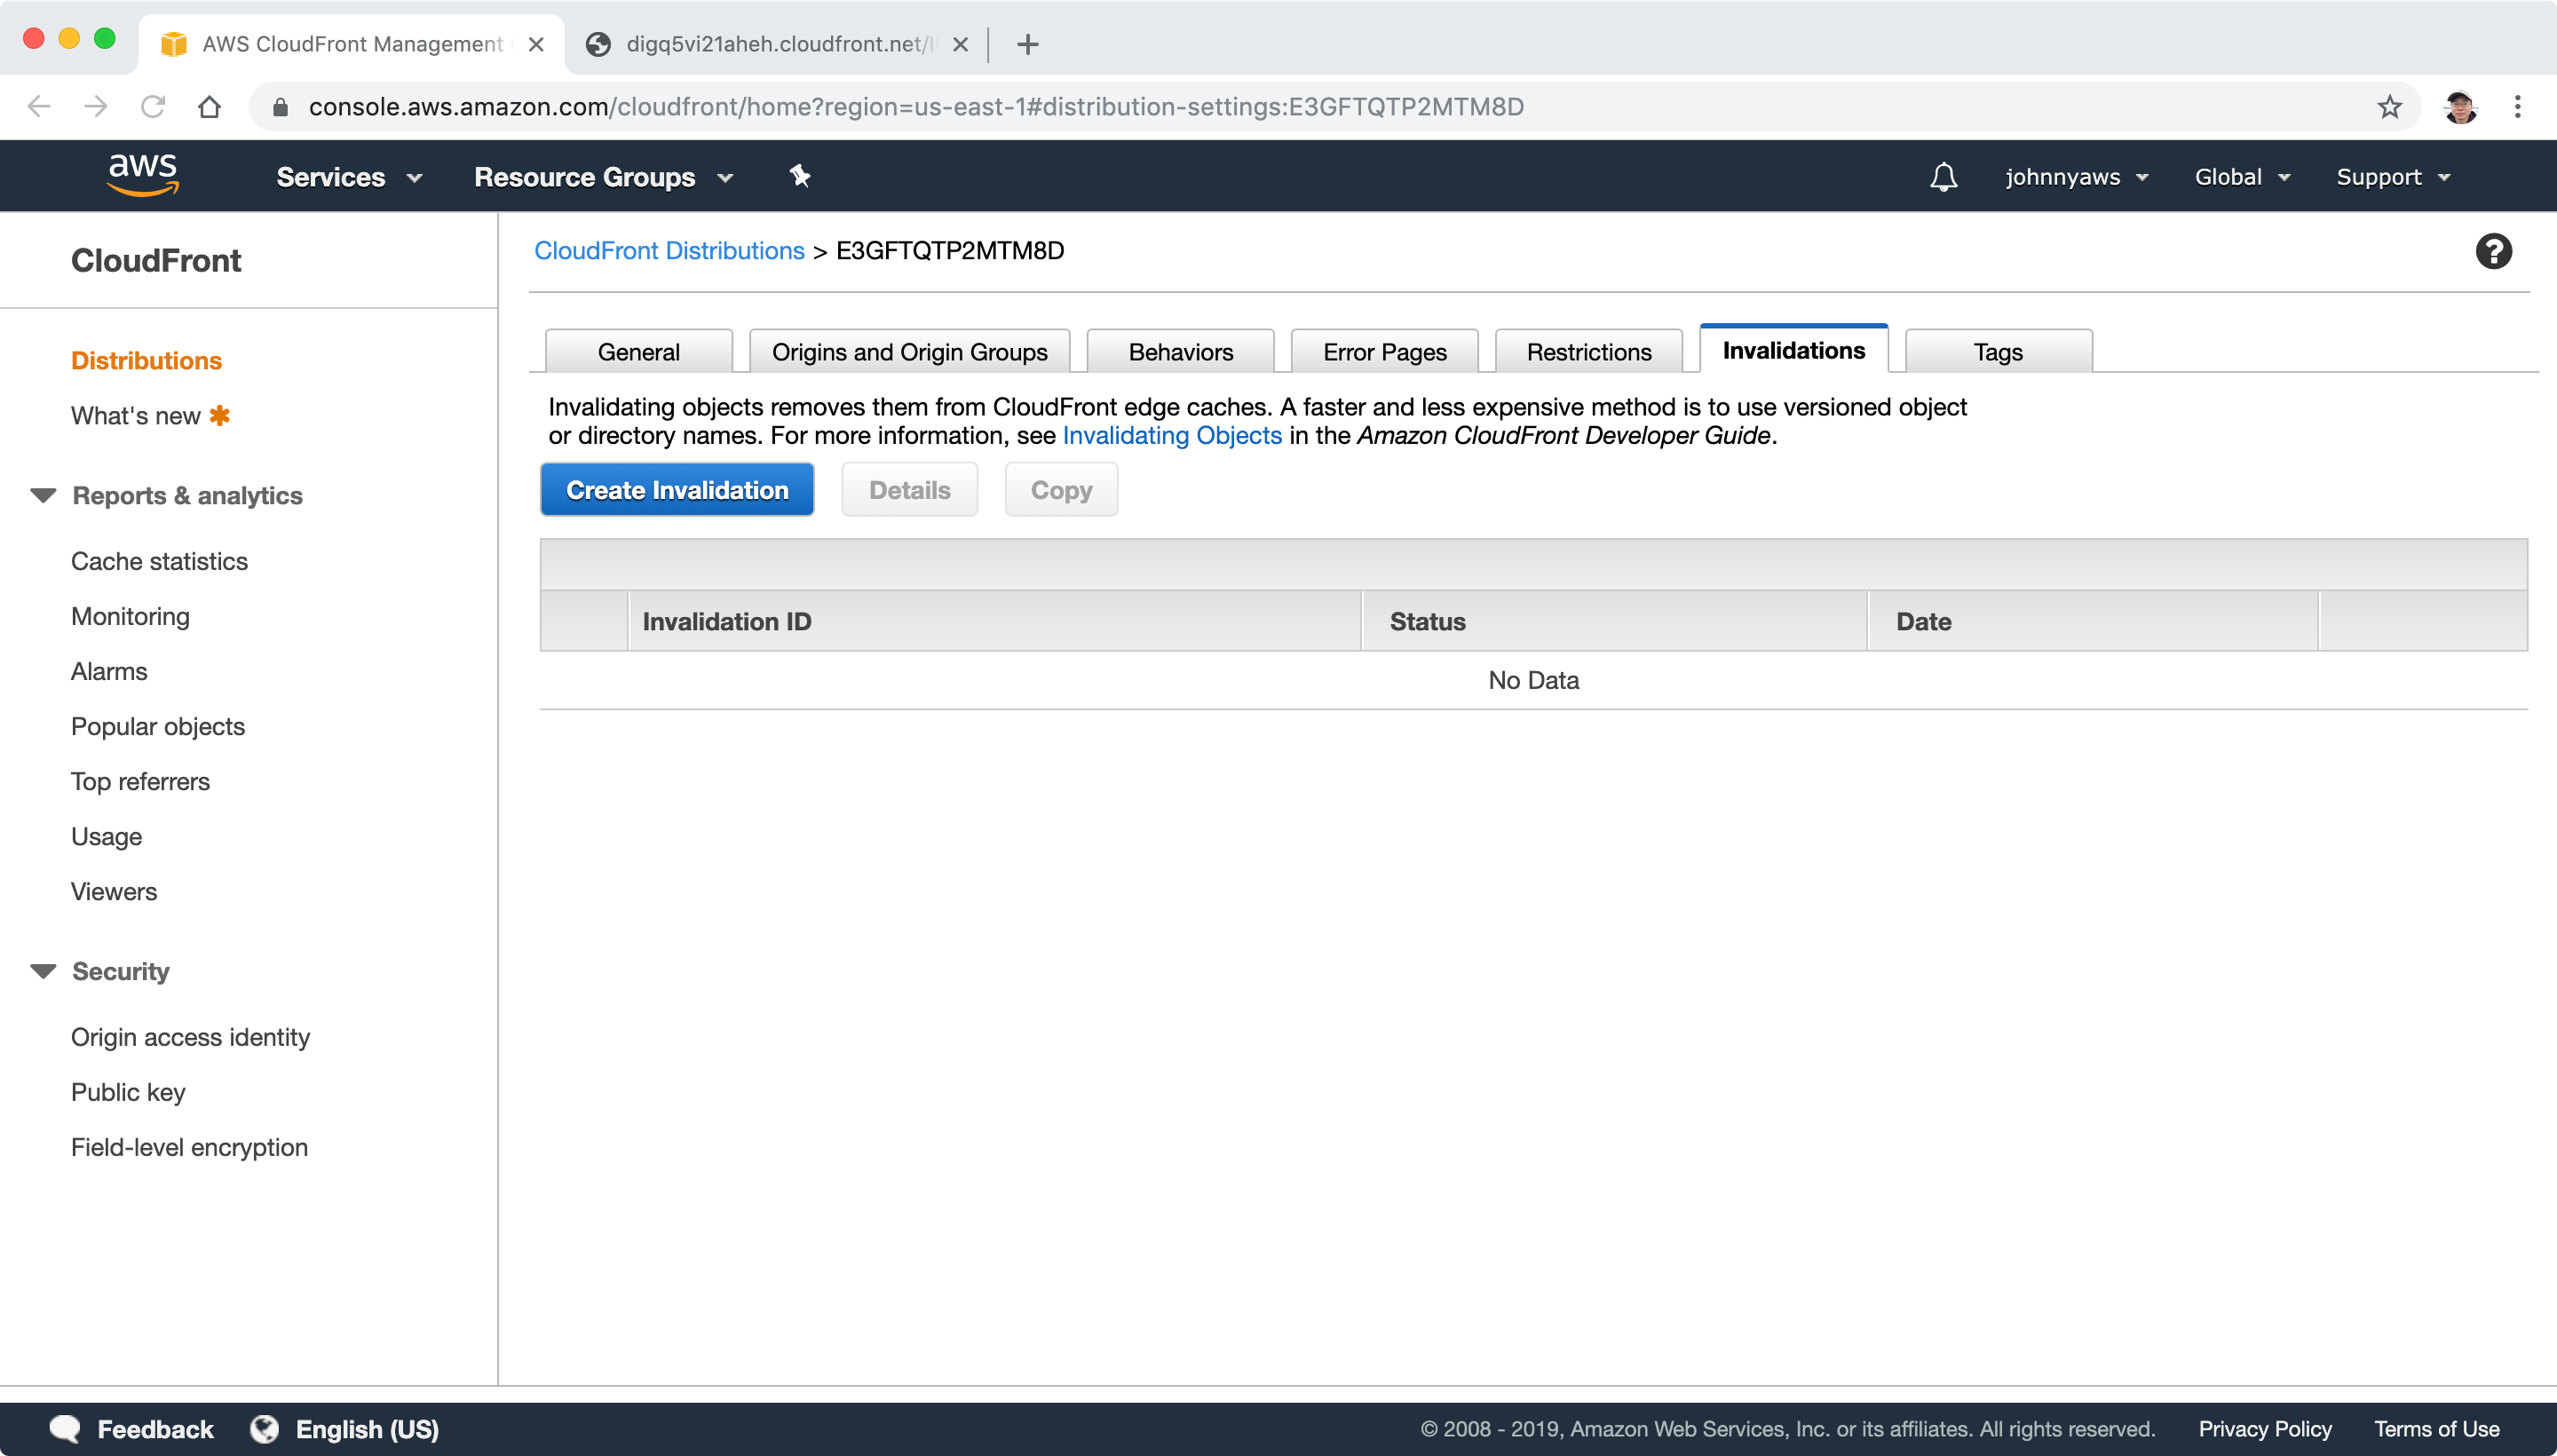 AWS CloudFront Management
digq5vi21aheh.cloudfront.net/
console.aws.amazon.com/cloudfront/home?region=us-east-1#distribution-settings:E3GFTQTP2MTM8D
aws Services Resource Groups johnnyaws Global Support
CloudFront
Distributions
What's new
Reports & analytics
Cache statistics
Monitoring
Alarms
Popular objects
Top referrers
Usage
Viewers
Security
Origin access identity
Public key
Field-level encryption
CloudFront Distributions > E3GFTQTP2MTM8D
General Origins and Origin Groups Behaviors Error Pages Restrictions Invalidations Tags
Invalidating objects removes them from CloudFront edge caches. A faster and less expensive method is to use versioned object
or directory names. For more information, see Invalidating Objects in the Amazon CloudFront Developer Guide.
Create Invalidation Details Copy
Invalidation ID Status Date
No Data
Feedback English (US) © 2008 - 2019, Amazon Web Services, Inc. or its affiliates. All rights reserved. Privacy Policy Terms of Use